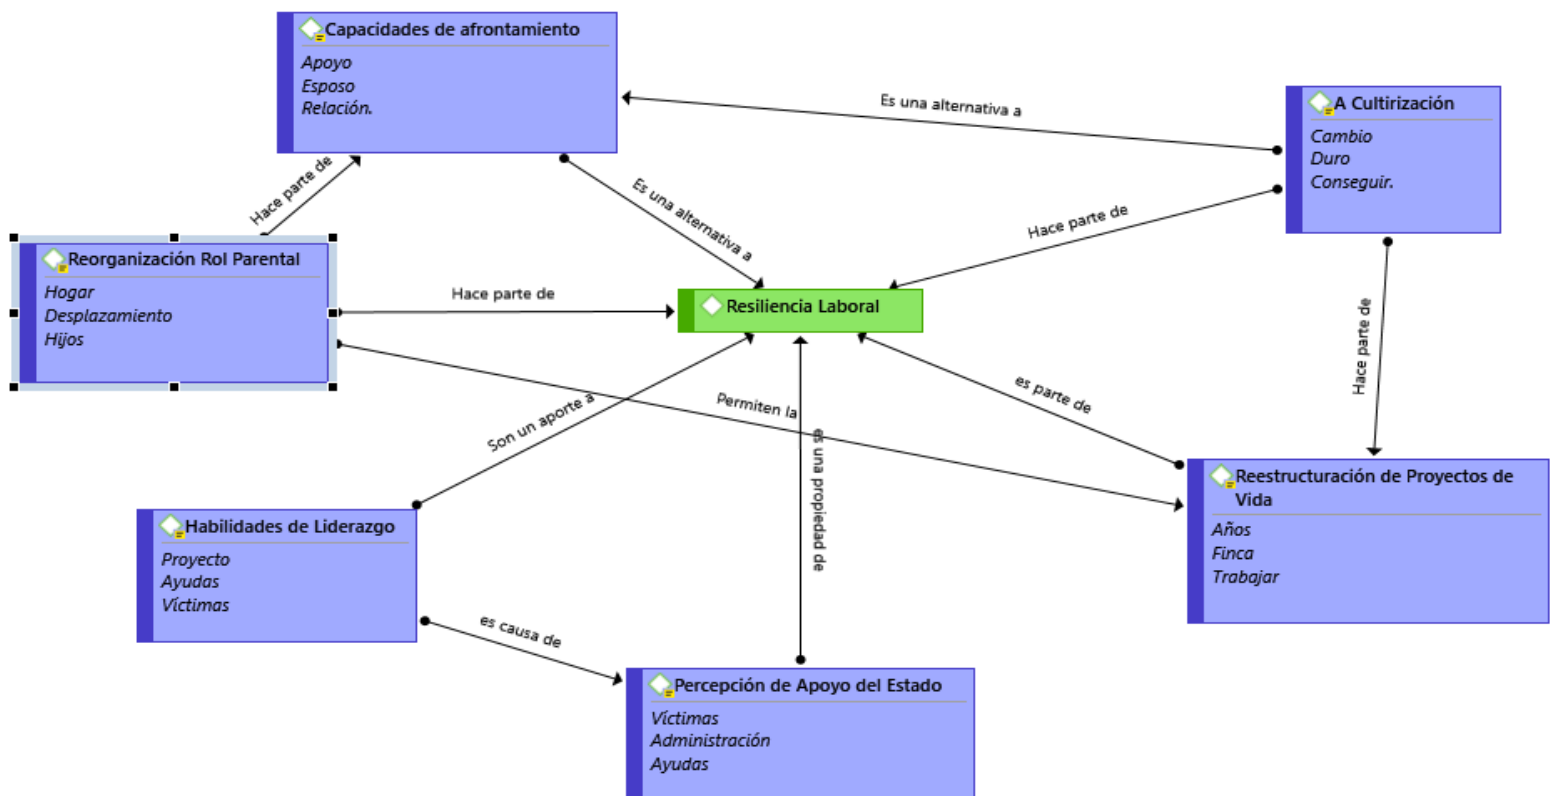 Capacidades de afrontamiento
Apoyo
Esposo
Relación.
Es una alternativa a
A Cultirización
Cambio
Duro
Conseguir.
Hace parte de
Es una alternativa a
Hace parte de
Reorganización Rol Parental
Hogar
Desplazamiento
Hijos
Hace parte de
Resiliencia Laboral
Hace parte de
Permiten la
es parte de
Son un aporte a
es una propiedad de
Reestructuración de Proyectos de
Vida
Años
Finca
Trabajar
Habilidades de Liderazgo
Proyecto
Ayudas
Víctimas
es causa de
Percepción de Apoyo del Estado
Víctimas
Administración
Ayudas